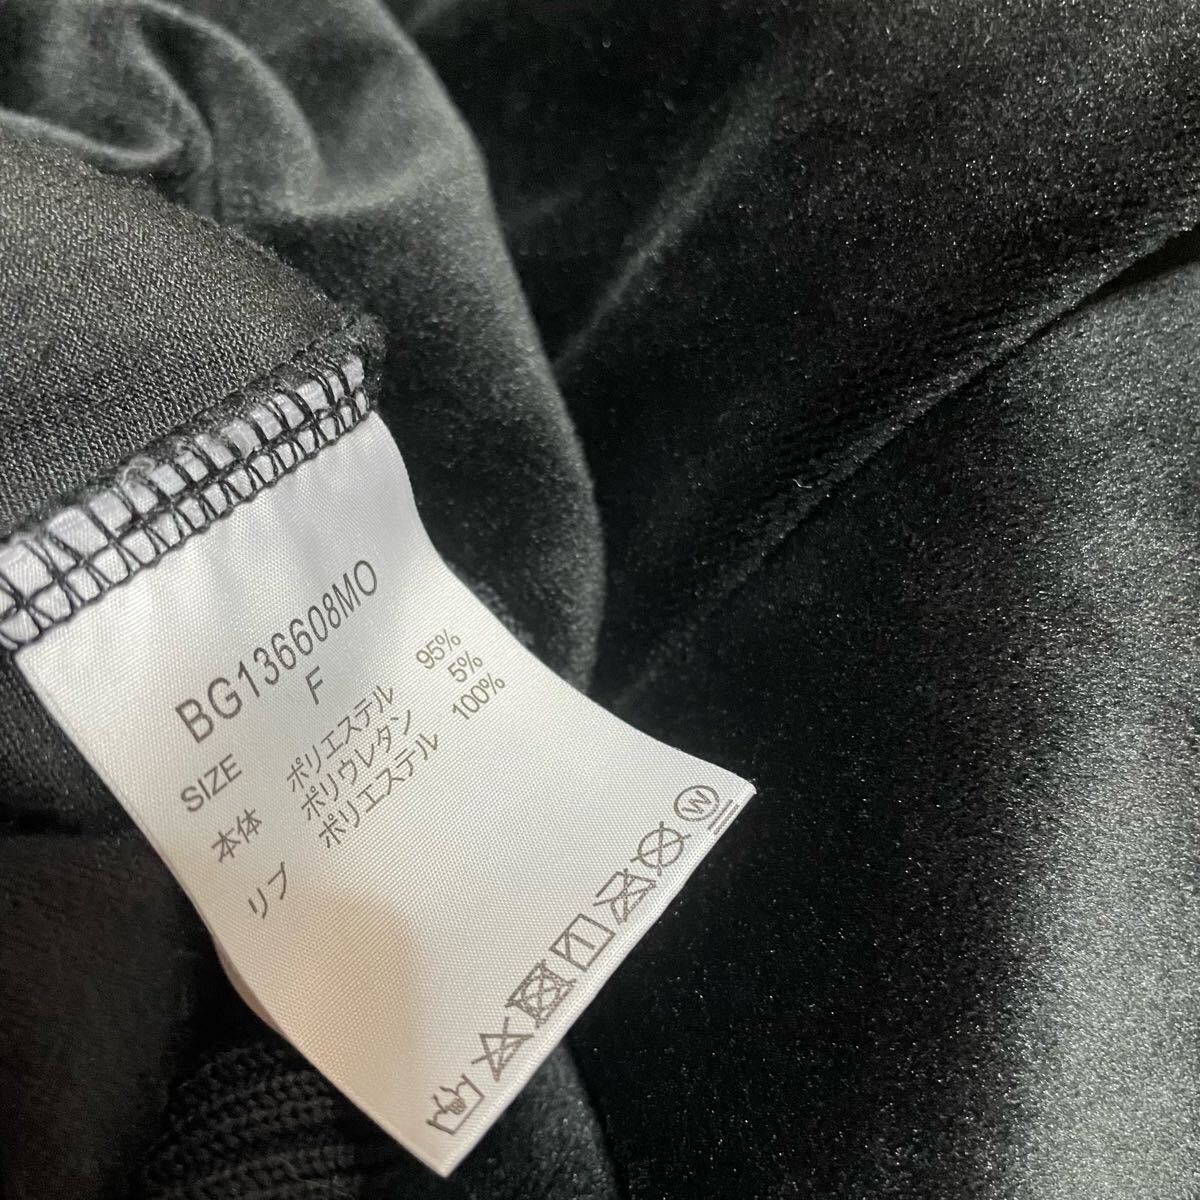 BG136608MO
SIZE F
本体 ポリエステル 95%
ポリウレタン 5%
リブ ポリエステル 100%
W